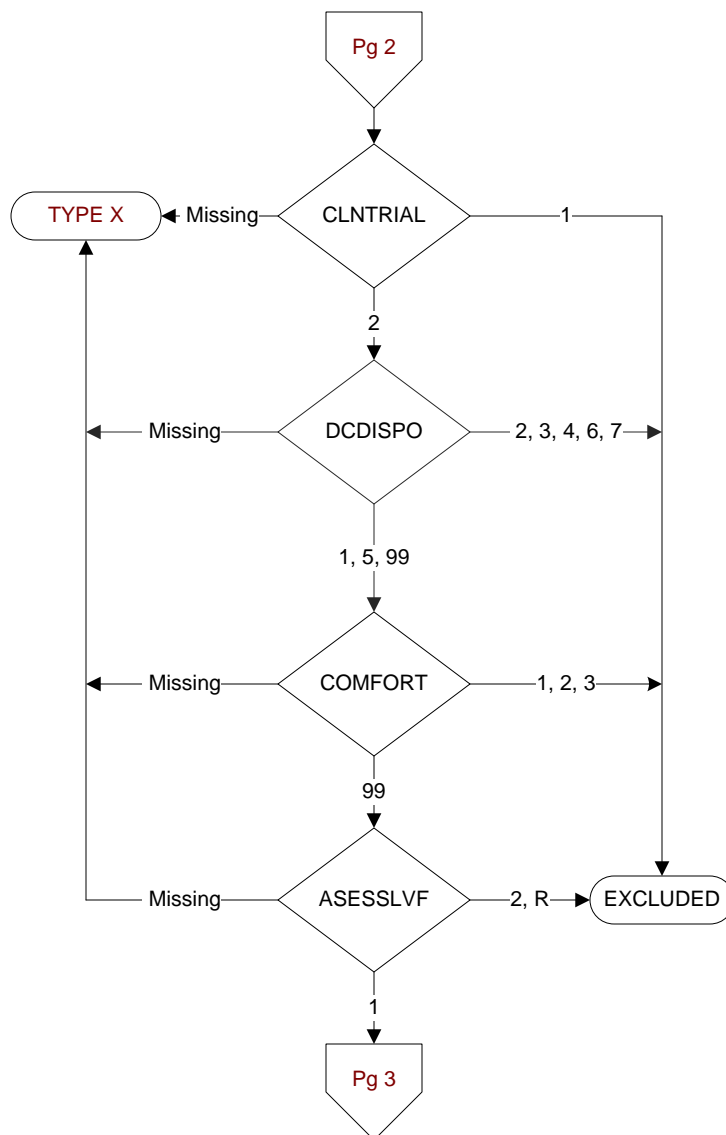 Pg 2
CLNTRIAL
TYPE X
Missing
1
2
DCDISPO
Missing
2, 3, 4, 6, 7
1, 5, 99
COMFORT
Missing
1, 2, 3
99
ASESSLVF
Missing
2, R
EXCLUDED
1
Pg 3